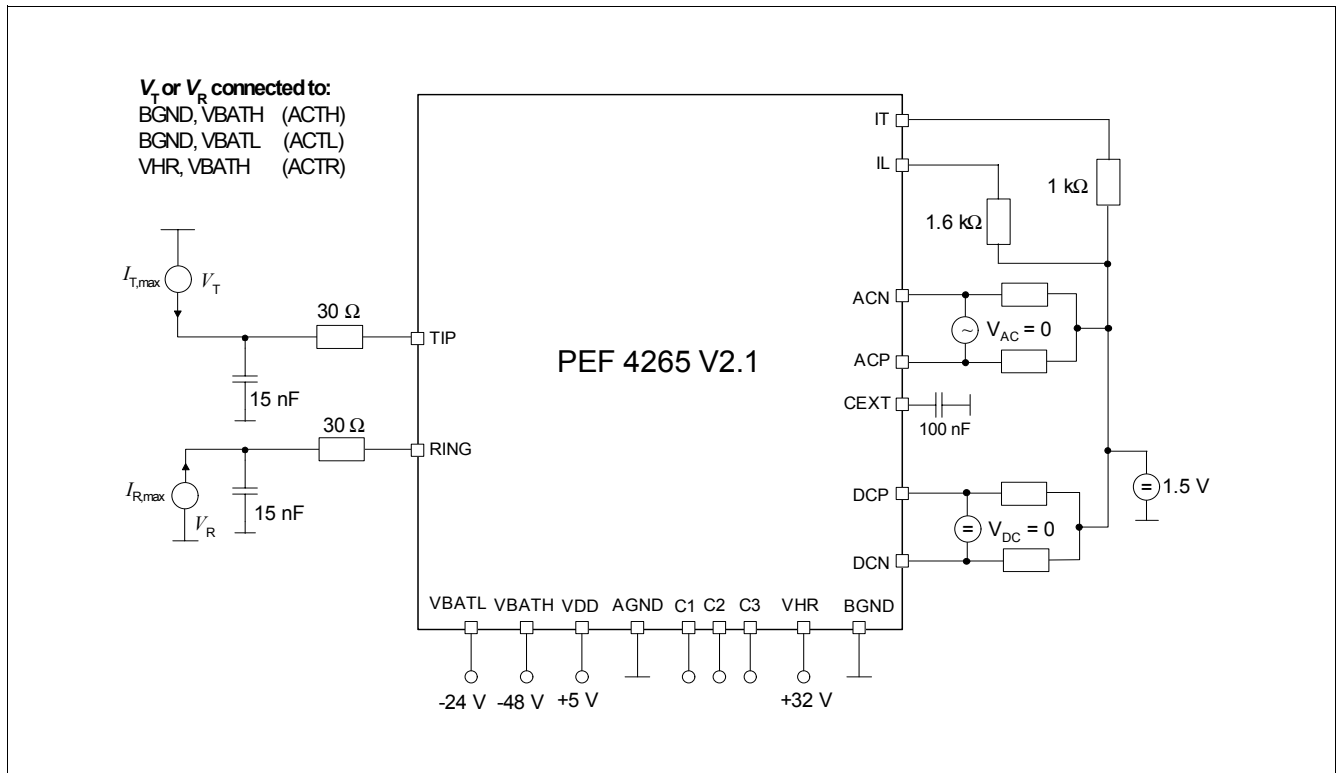 V_T or V_R connected to:
BGND, VBATH (ACTH)
BGND, VBATL (ACTL)
VHR, VBATH (ACTR)
I_T,max
V_T
30 Ω
15 nF
30 Ω
I_R,max
V_R
15 nF
TIP
RING
PEF 4265 V2.1
IT
IL
1 kΩ
1.6 kΩ
ACN
V_AC = 0
ACP
CEXT
100 nF
DCP
V_DC = 0
DCN
~
=
=
1.5 V
VBATL VBATH VDD AGND C1 C2 C3 VHR BGND
-24 V -48 V +5 V +32 V